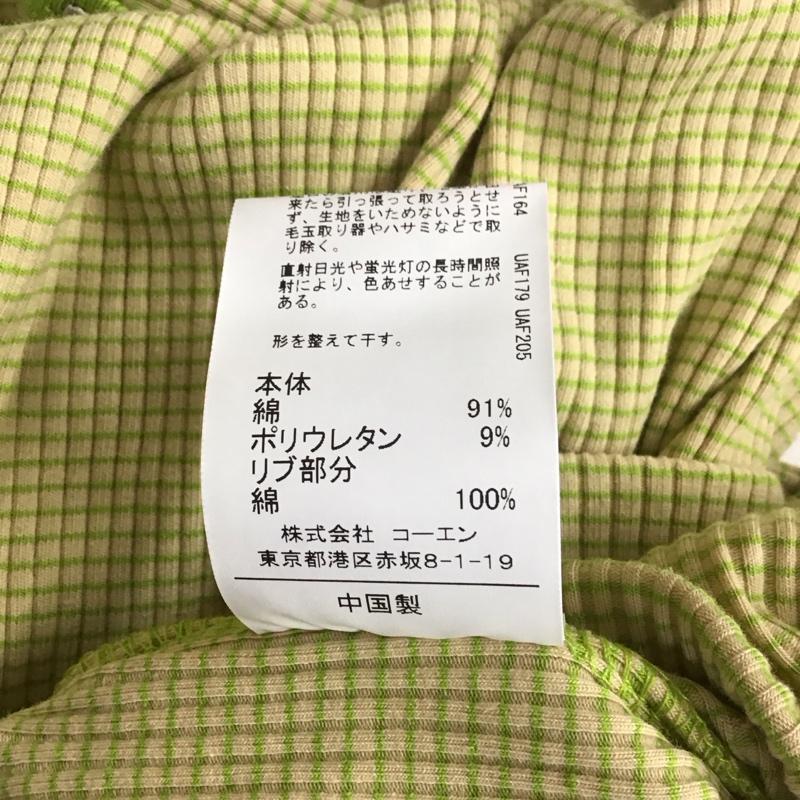 来たら引っ張って取ろうとせ
ず、生地をいためないように
毛玉取り器やハサミなどで取
り除く。
直射日光や蛍光灯の長時間照
射により、色あせすることが
ある。
形を整えて干す。
本体
綿 91%
ポリウレタン 9%
リブ部分
綿 100%
株式会社 コーエン
東京都港区赤坂8-1-19
中国製
UAF179 UAF205